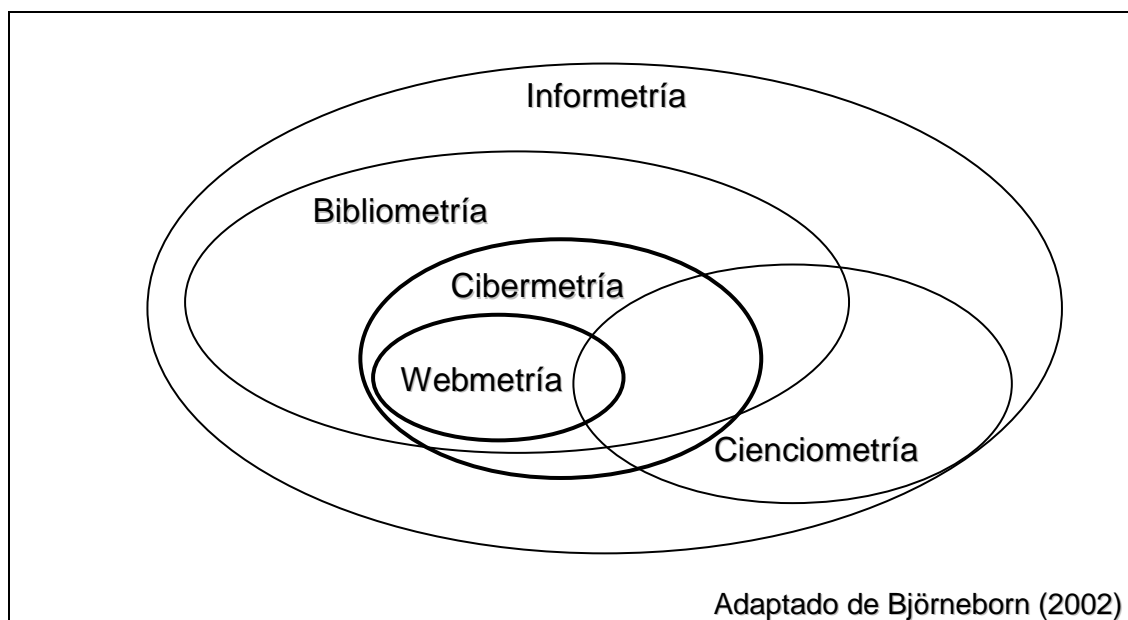 Informetría
Bibliometría
Cibermetría
Webmetría
Cienciometría
Adaptado de Björneborn (2002)